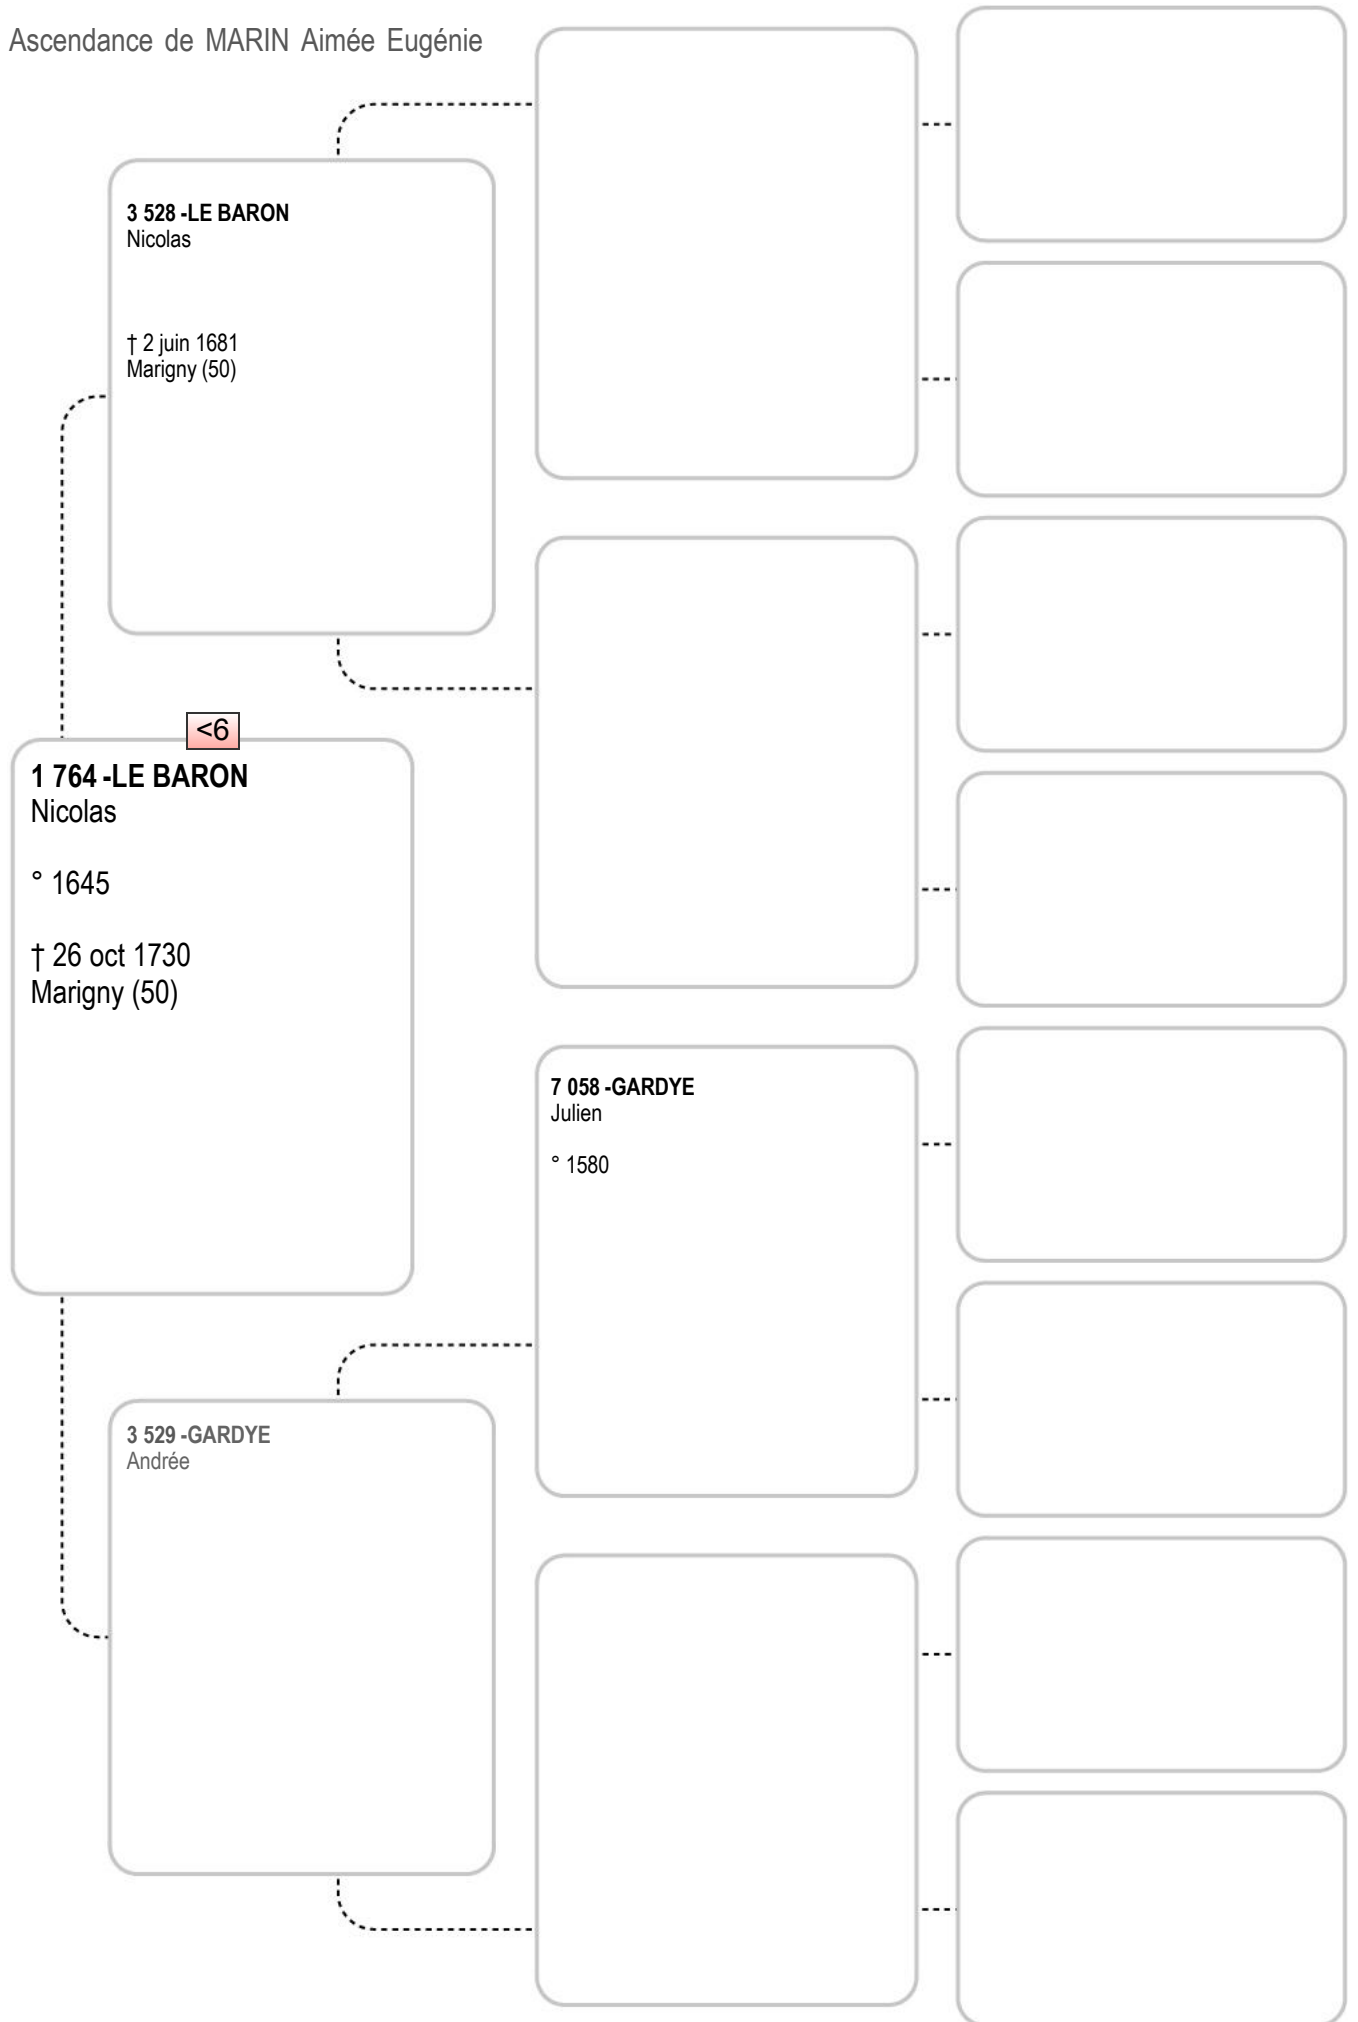 Ascendance de MARIN Aimée Eugénie
3 528 -LE BARON
Nicolas
† 2 juin 1681
Marigny (50)
<6
1 764 -LE BARON
Nicolas
° 1645
† 26 oct 1730
Marigny (50)
7 058 -GARDYE
Julien
° 1580
3 529 -GARDYE
Andrée